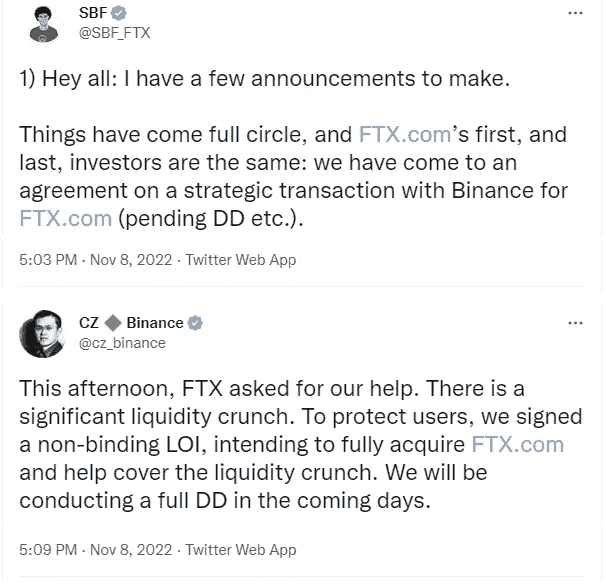 SBF
@SBF_FTX
1) Hey all: I have a few announcements to make.
Things have come full circle, and FTX.com's first, and
last, investors are the same: we have come to an
agreement on a strategic transaction with Binance for
FTX.com (pending DD etc.).
5:03 PM · Nov 8, 2022 · Twitter Web App
CZ 🔶 Binance
@cz_binance
This afternoon, FTX asked for our help. There is a
significant liquidity crunch. To protect users, we signed
a non-binding LOI, intending to fully acquire FTX.com
and help cover the liquidity crunch. We will be
conducting a full DD in the coming days.
5:09 PM · Nov 8, 2022 · Twitter Web App